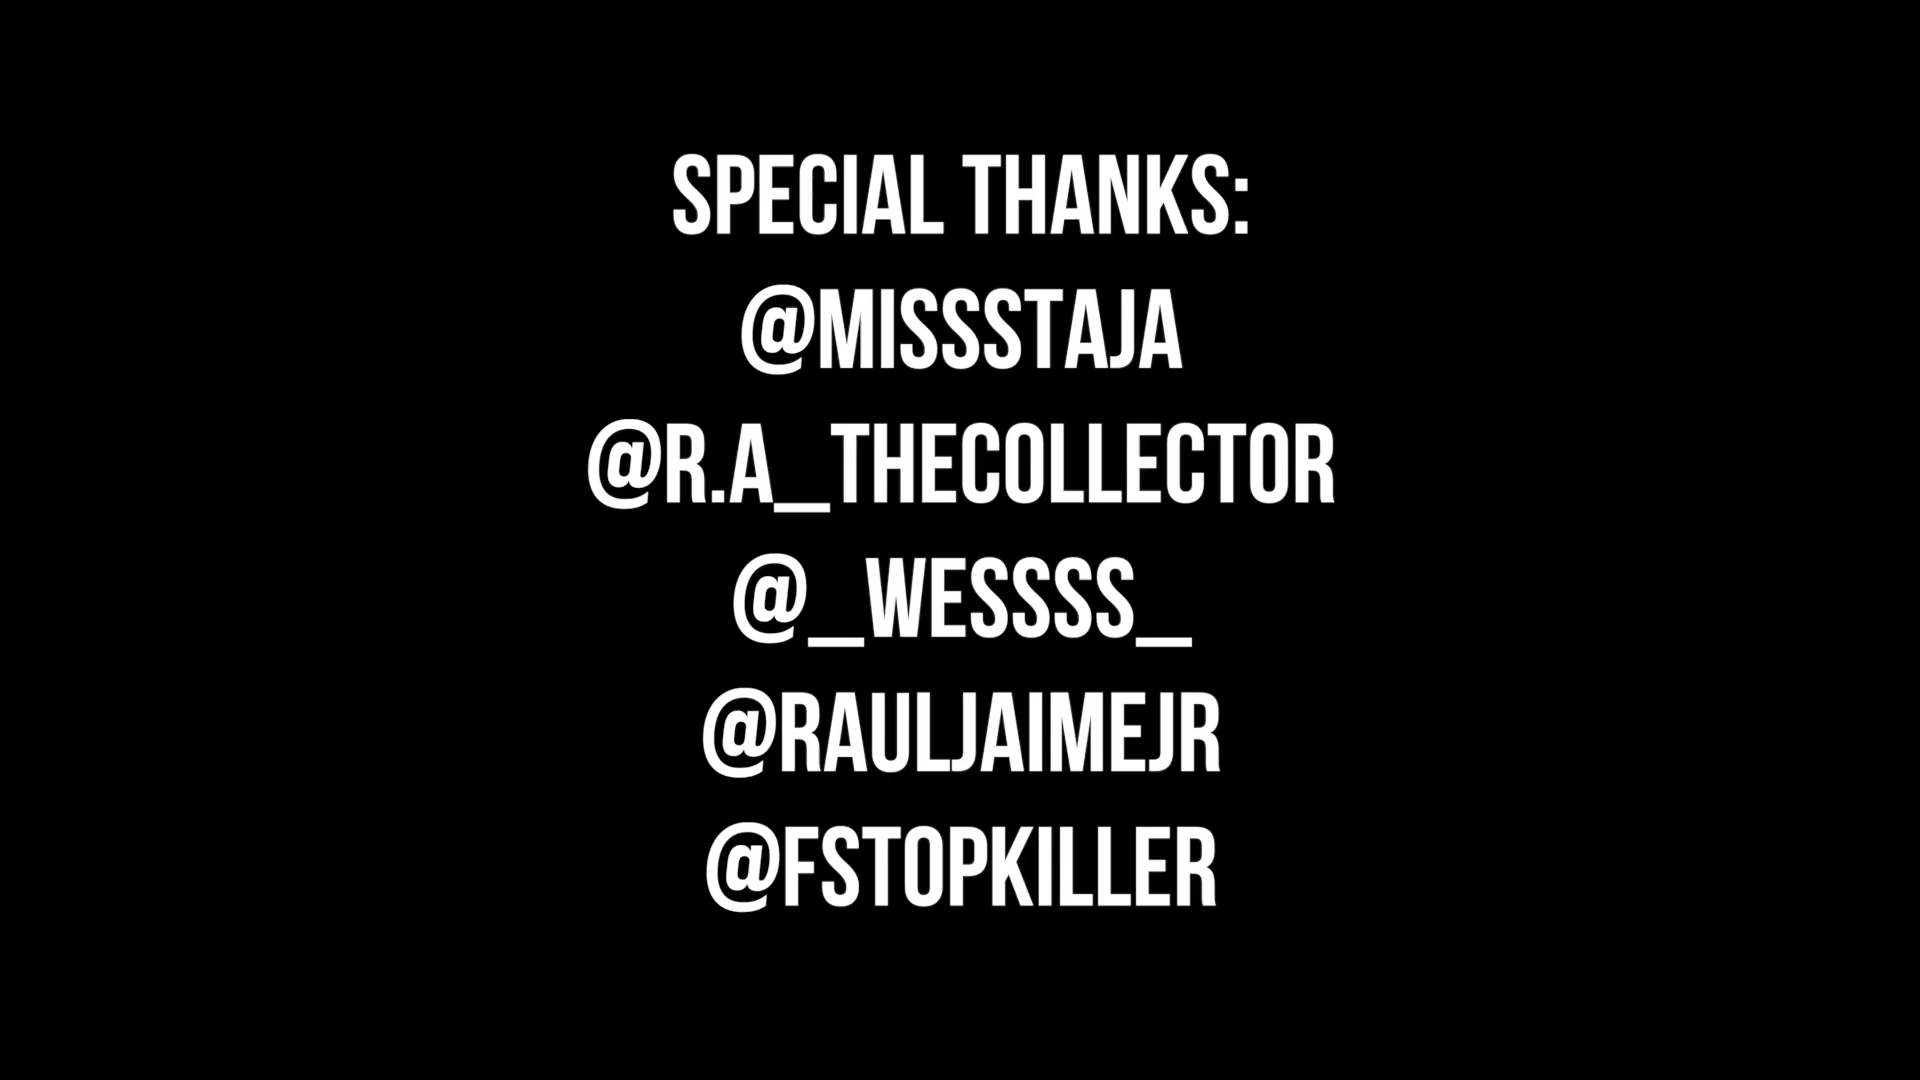 SPECIAL THANKS:
@MISSSTAJA
@R.A_THECOLLECTOR
@_WESSSS_
@RAULJAIMEJR
@FSTOPKILLER